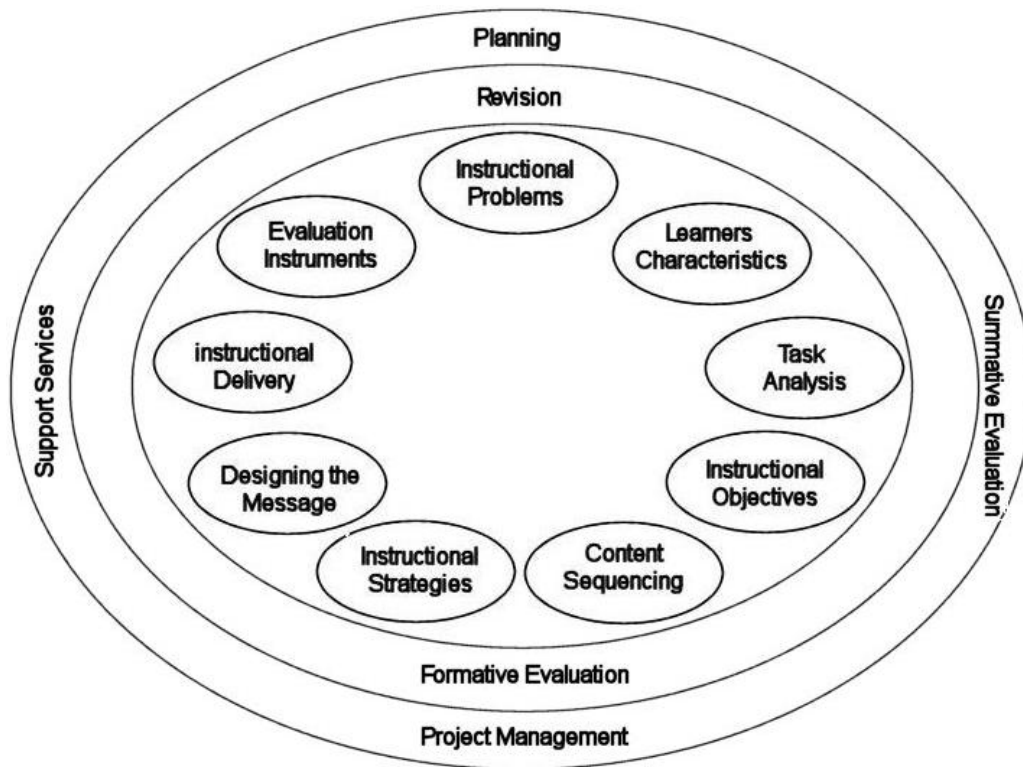 Planning
Revision
Instructional
Problems
Learners
Characteristics
Task
Analysis
Instructional
Objectives
Content
Sequencing
Instructional
Strategies
Designing the
Message
instructional
Delivery
Evaluation
Instruments
Formative Evaluation
Project Management
Support Services
Summative Evaluation